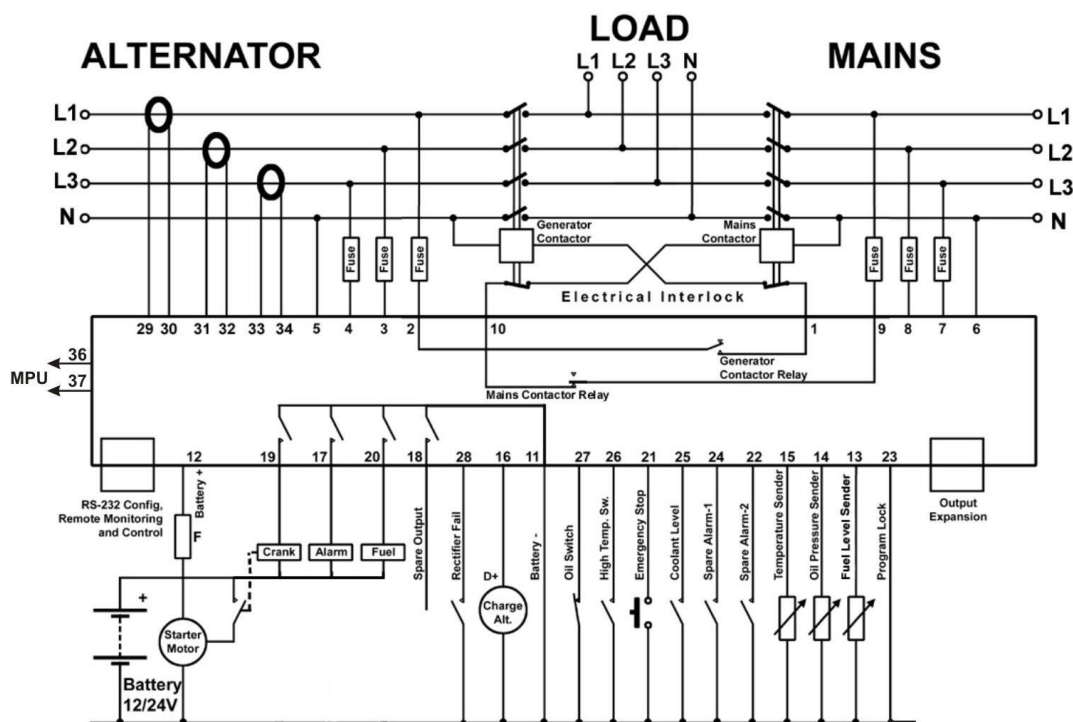 LOAD
ALTERNATOR
MAINS
L1 L2 L3 N
L1
L2
L3
N
L1
L2
L3
N
Generator
Contactor
Mains
Contactor
Fuse
Fuse
Fuse
Fuse
Fuse
Fuse
Electrical Interlock
29 30 31 32 33 34 5 4 3 2 10 1 9 8 7 6
36
MPU
37
Generator
Contactor Relay
Mains Contactor Relay
12 19 17 20 18 28 16 11 27 26 21 25 24 22 15 14 13 23
RS-232 Config,
Remote Monitoring
and Control
Battery +
F
Crank
Alarm
Fuel
Spare Output
Rectifier Fail
D+
Charge
Alt.
Battery -
Oil Switch
High Temp. Sw.
Emergency Stop
Coolant Level
Spare Alarm-1
Spare Alarm-2
Temperature Sender
Oil Pressure Sender
Fuel Level Sender
Program Lock
Output
Expansion
+
Starter
Motor
Battery
12/24V